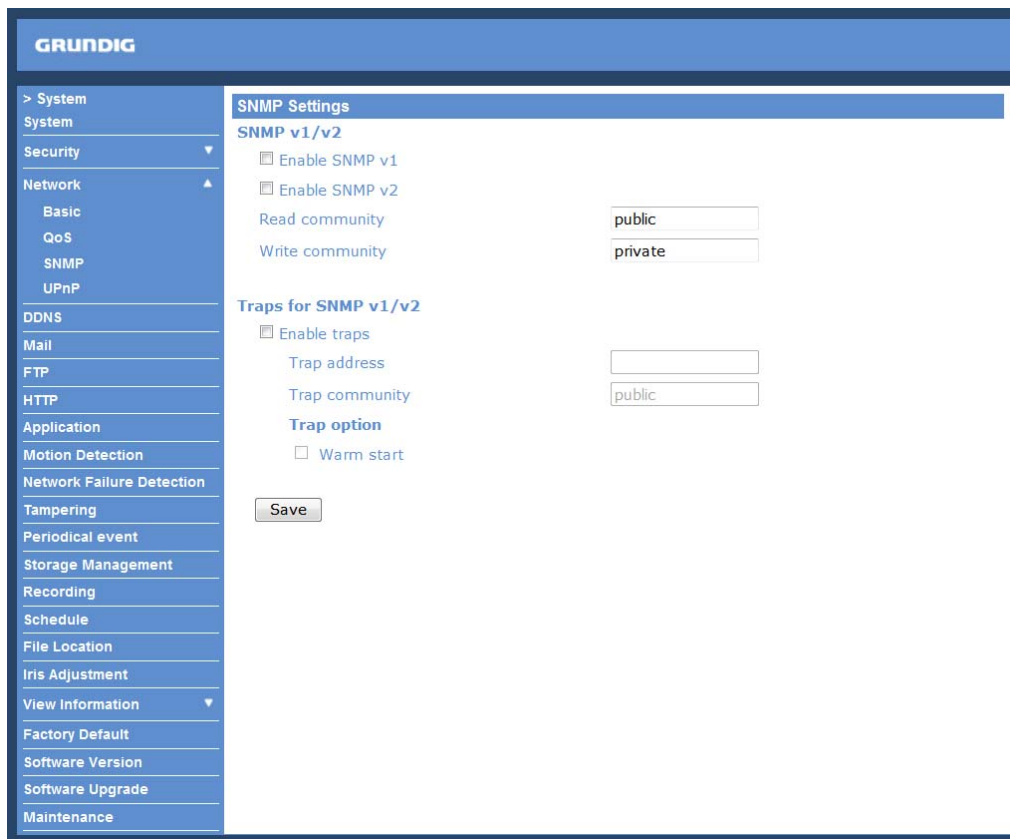 GRUNDIG
> System
System
Security
Network
Basic
QoS
SNMP
UPnP
DDNS
Mail
FTP
HTTP
Application
Motion Detection
Network Failure Detection
Tampering
Periodical event
Storage Management
Recording
Schedule
File Location
Iris Adjustment
View Information
Factory Default
Software Version
Software Upgrade
Maintenance
SNMP Settings
SNMP v1/v2
Enable SNMP v1
Enable SNMP v2
Read community public
Write community private
Traps for SNMP v1/v2
Enable traps
Trap address
Trap community public
Trap option
Warm start
Save